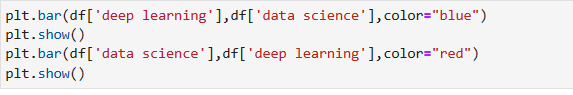 plt.bar(df['deep learning'],df['data science'],color="blue")
plt.show()
plt.bar(df['data science'],df['deep learning'],color="red")
plt.show()